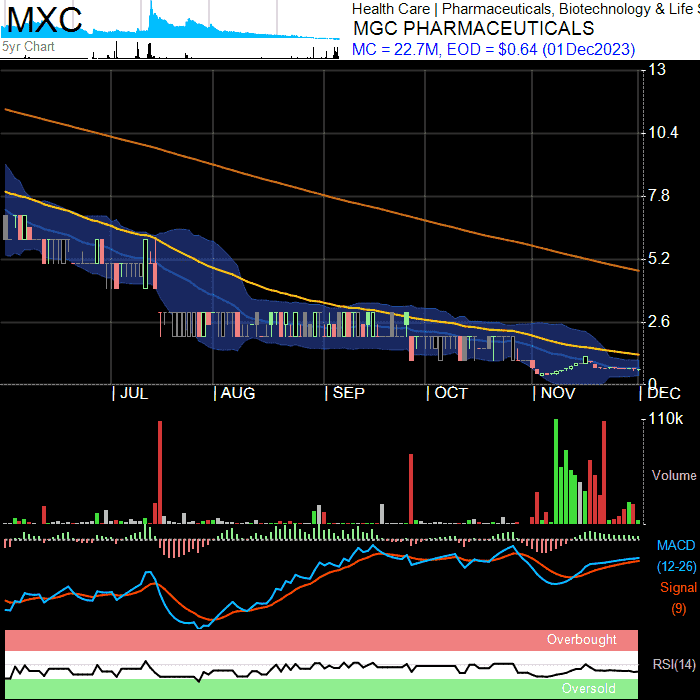 MXC
5yr Chart
Health Care | Pharmaceuticals, Biotechnology & Life S
MGC PHARMACEUTICALS
MC = 22.7M, EOD = $0.64 (01Dec2023)
13
10.4
7.8
5.2
2.6
0
| JUL | AUG | SEP | OCT | NOV | DEC
110k
Volume
MACD
(12-26)
Signal
(9)
Overbought
RSI(14)
Oversold